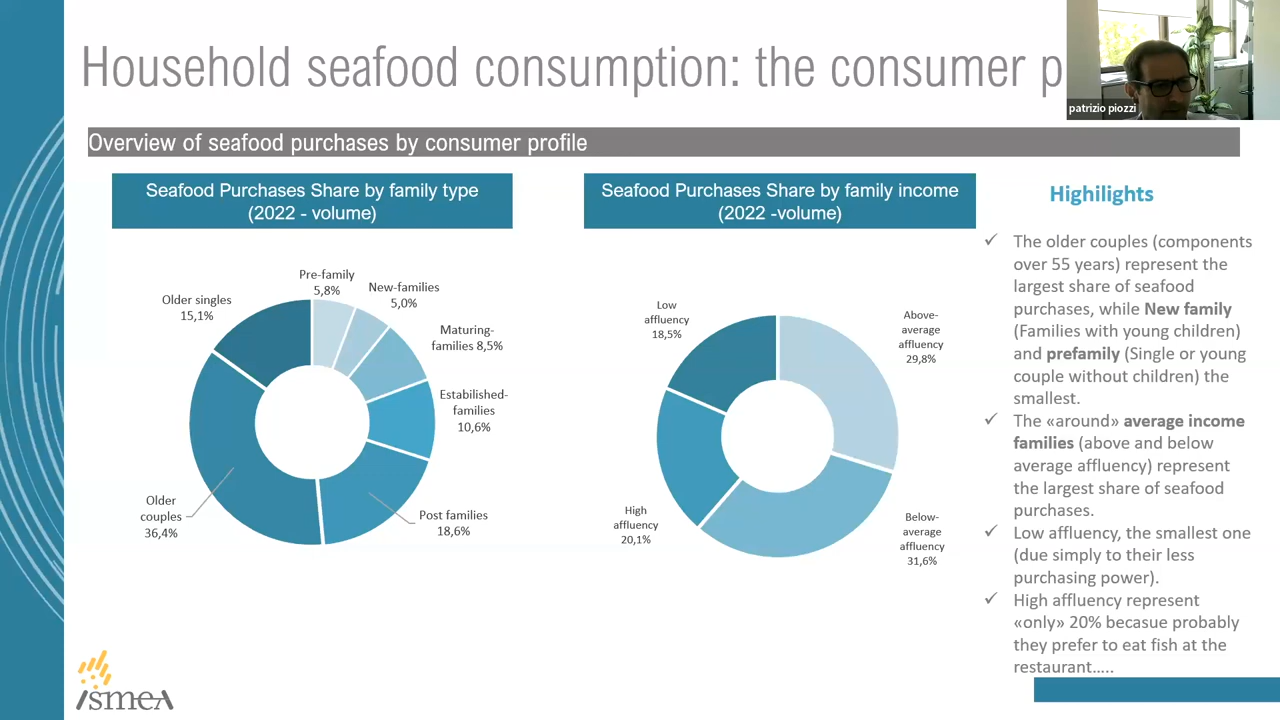 Household seafood consumption: the consumer p
patrizio piozzi
Overview of seafood purchases by consumer profile
Seafood Purchases Share by family type
(2022 - volume)
Pre-family
5,8%
New-families
5,0%
Maturing-
families 8,5%
Estabilished-
families
10,6%
Post families
18,6%
Older
couples
36,4%
Older singles
15,1%
Seafood Purchases Share by family income
(2022 -volume)
Above-
average
affluency
29,8%
Below-
average
affluency
31,6%
High
affluency
20,1%
Low
affluency
18,5%
Highilights
✓ The older couples (components
over 55 years) represent the
largest share of seafood
purchases, while New family
(Families with young children)
and prefamily (Single or young
couple without children) the
smallest.
✓ The «around» average income
families (above and below
average affluency) represent
the largest share of seafood
purchases.
✓ Low affluency, the smallest one
(due simply to their less
purchasing power).
✓ High affluency represent
«only» 20% becasue probably
they prefer to eat fish at the
restaurant.....
ismea